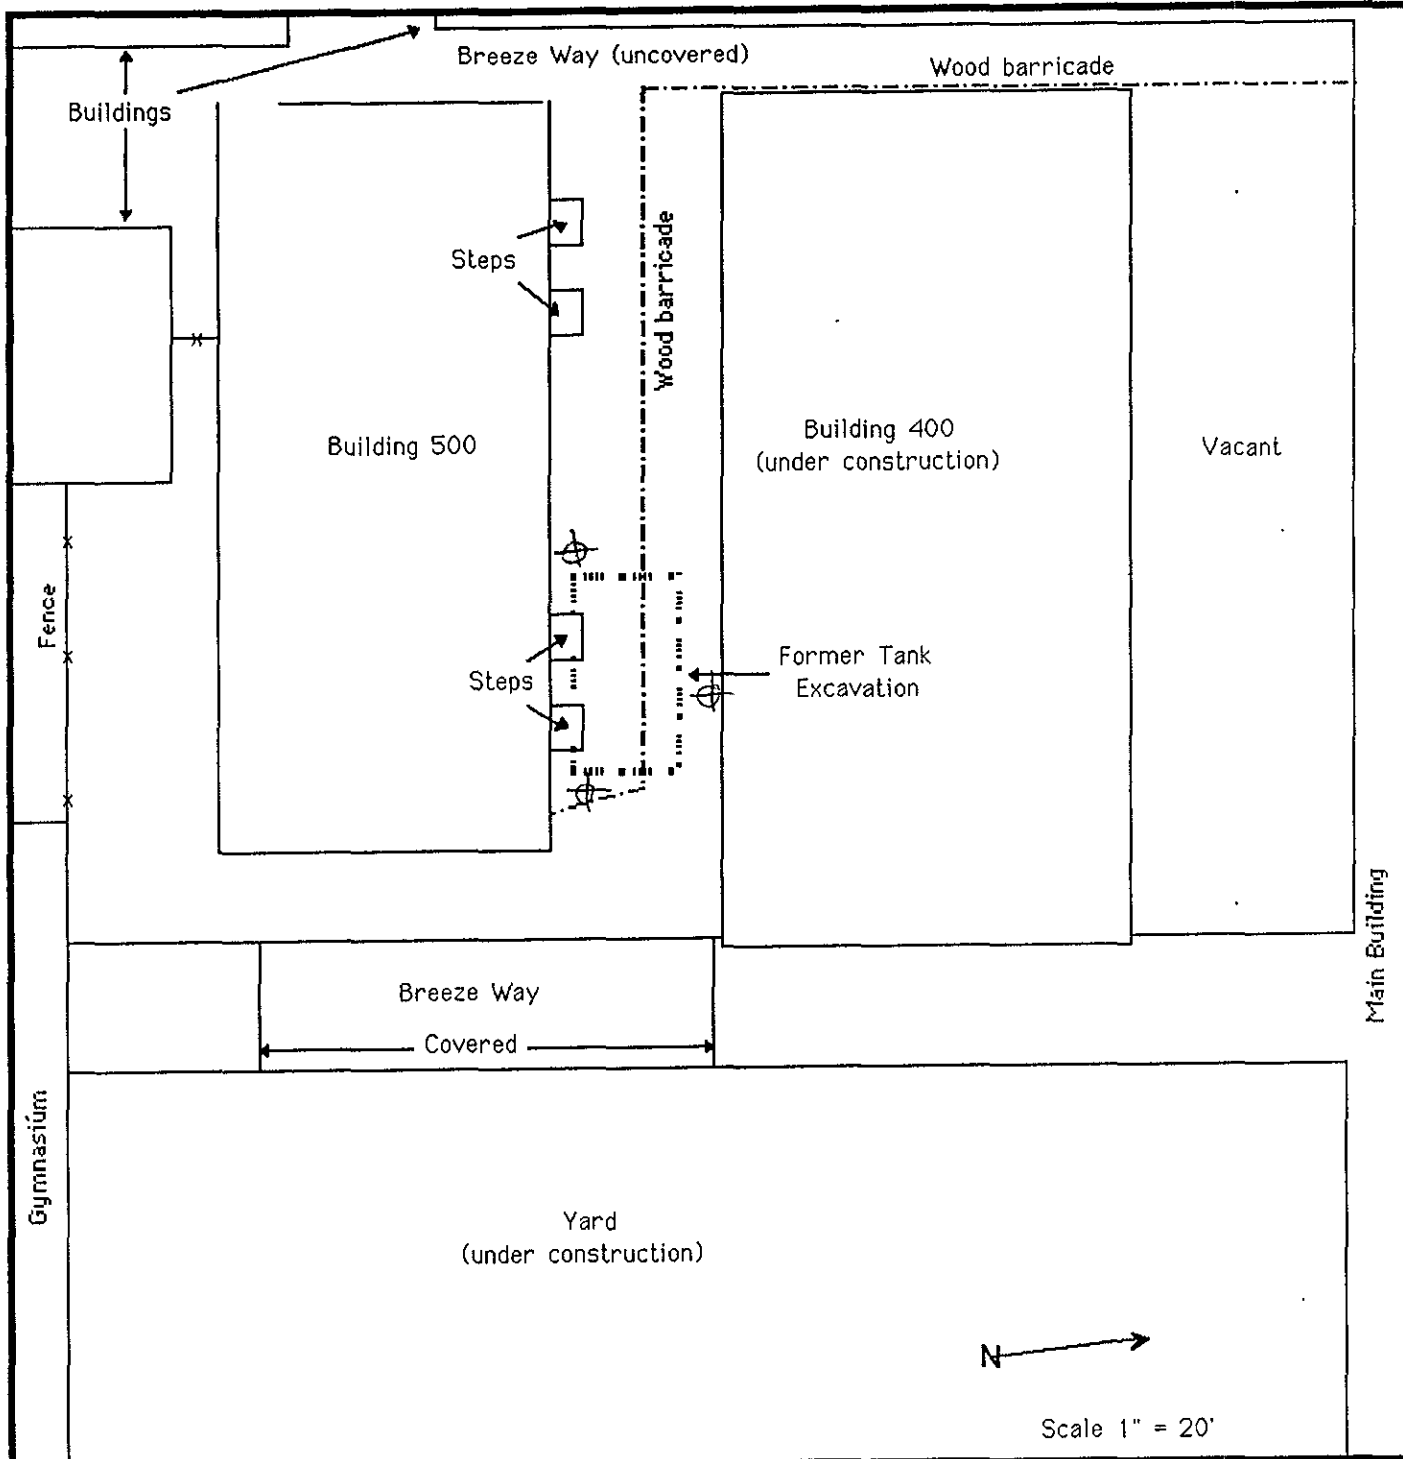 Breeze Way (uncovered)
Wood barricade
Buildings
Steps
Wood barricade
Building 500
Building 400
(under construction)
Vacant
Fence
Steps
Former Tank
Excavation
Main Building
Breeze Way
Covered
Gymnasium
Yard
(under construction)
N
Scale 1" = 20'